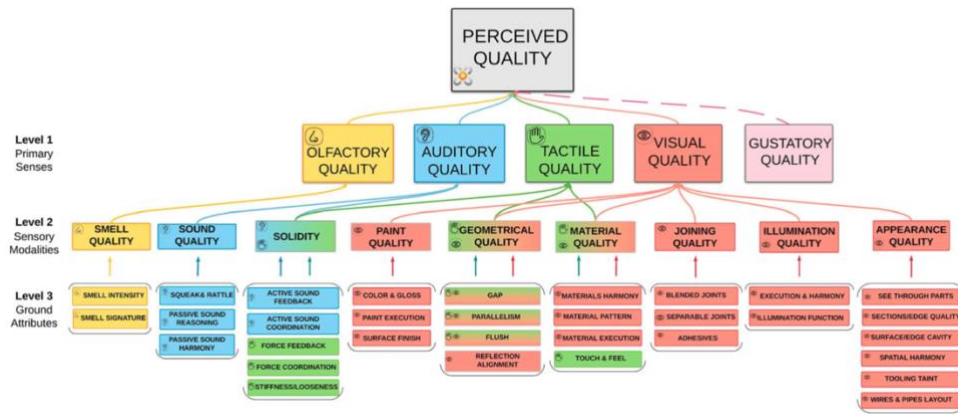 PERCEIVED
QUALITY
Level 1
Primary
Senses
OLFACTORY
QUALITY
AUDITORY
QUALITY
TACTILE
QUALITY
VISUAL
QUALITY
GUSTATORY
QUALITY
Level 2
Sensory
Modalities
SMELL
QUALITY
SOUND
QUALITY
SOLIDITY
PAINT
QUALITY
GEOMETRICAL
QUALITY
MATERIAL
QUALITY
JOINING
QUALITY
ILLUMINATION
QUALITY
APPEARANCE
QUALITY
Level 3
Ground
Attributes
SMELL INTENSITY
SMELL SIGNATURE
SQUEAK& RATTLE
PASSIVE SOUND
REASONING
PASSIVE SOUND
HARMONY
ACTIVE SOUND
FEEDBACK
ACTIVE SOUND
COORDINATION
FORCE FEEDBACK
FORCE COORDINATION
STIFFNESS/LOOSENESS
COLOR & GLOSS
PAINT EXECUTION
SURFACE FINISH
GAP
PARALLELISM
FLUSH
REFLECTION
ALIGNMENT
MATERIALS HARMONY
MATERIAL PATTERN
MATERIAL EXECUTION
TOUCH & FEEL
BLENDED JOINTS
SEPARABLE JOINTS
ADHESIVES
EXECUTION & HARMONY
ILLUMINATION FUNCTION
SEE THROUGH PARTS
SECTIONS/EDGE QUALITY
SURFACE/EDGE CAVITY
SPATIAL HARMONY
TOOLING TAINT
WIRES & PIPES LAYOUT